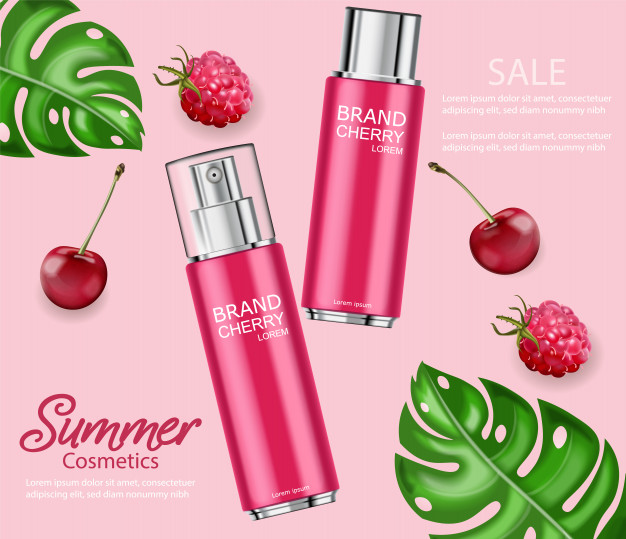 SALE
Lorem ipsum dolor sit amet, consectetuer
adipiscing elit, sed diam nonummy nibh
Lorem ipsum dolor sit amet, consectetuer
adipiscing elit, sed diam nonummy nibh
BRAND
CHERRY
LOREM
Lorem ipsum
BRAND
CHERRY
LOREM
Lorem ipsum
Summer
Cosmetics
Lorem ipsum dolor sit amet, consectetuer
adipiscing elit, sed diam nonummy nibh